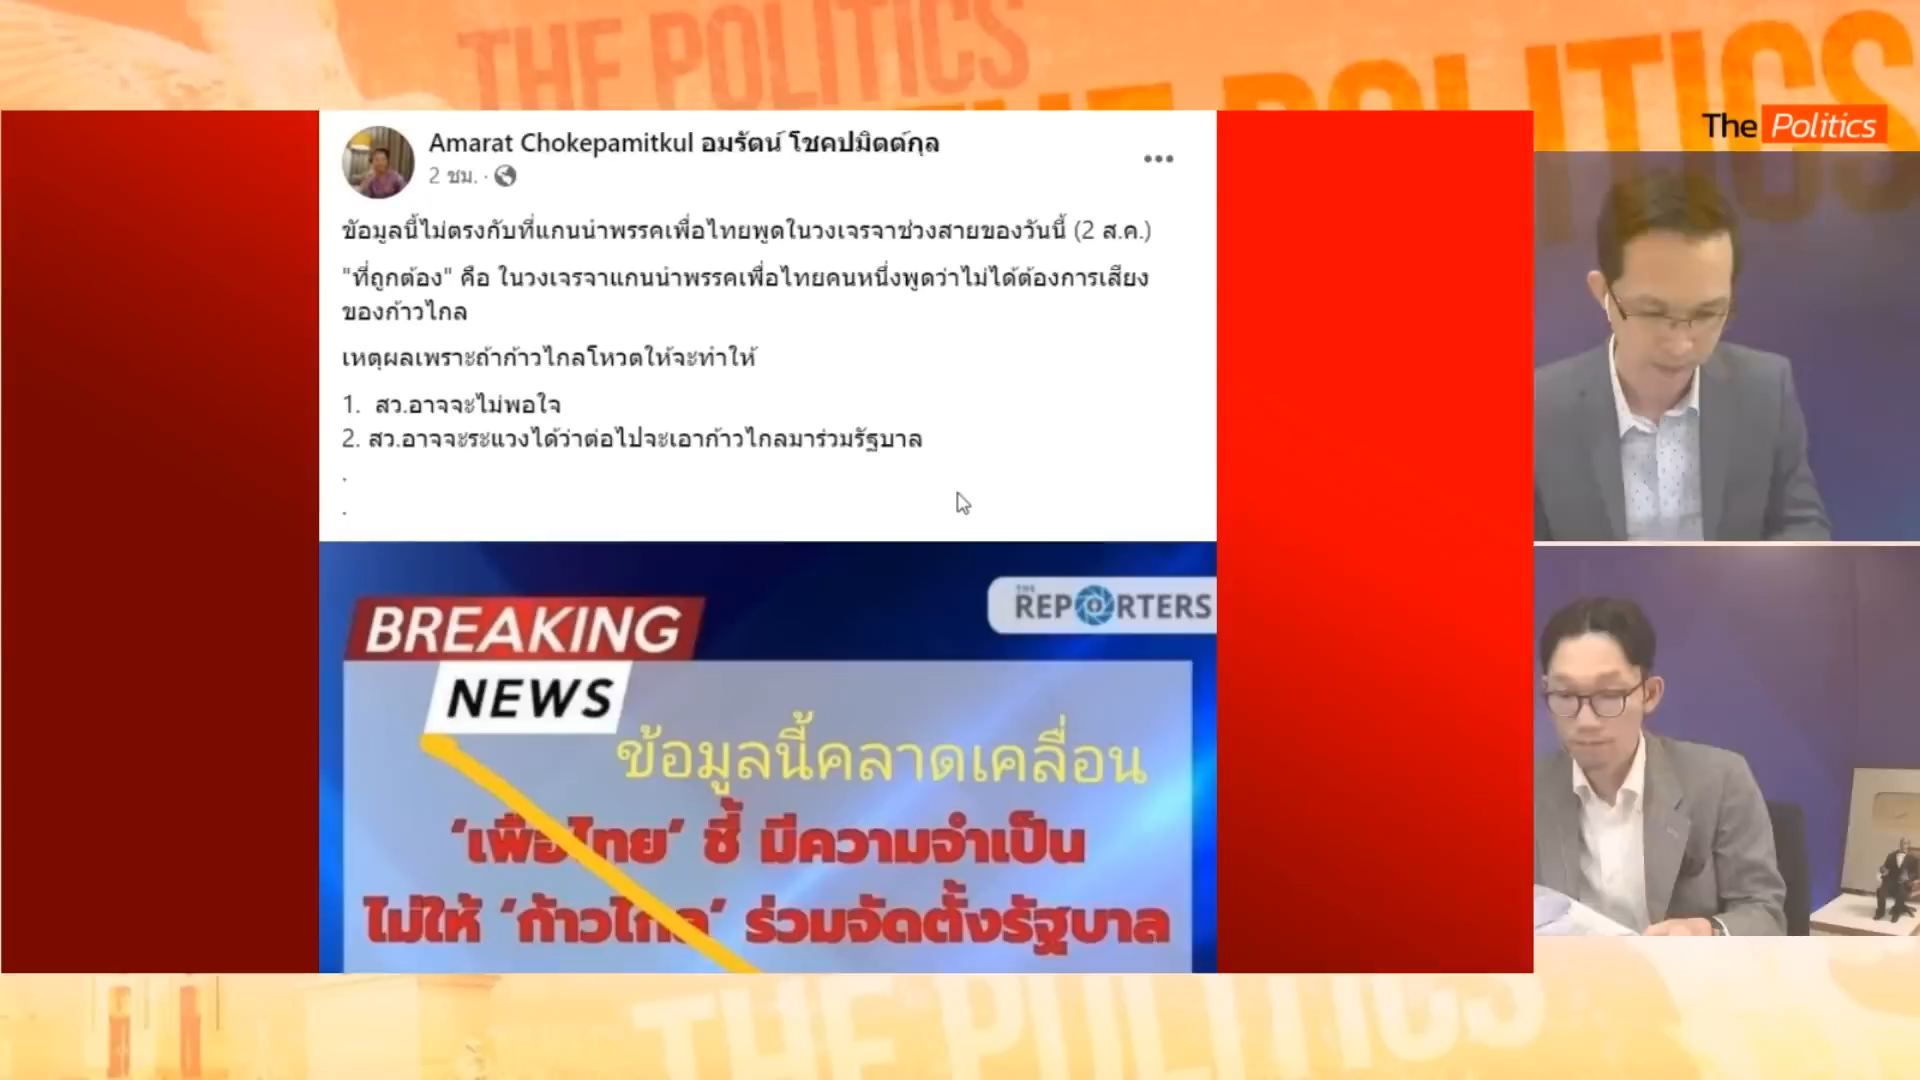 THE POLITICS
THE POLITICS
The Politics
Amarat Chokepamitkul อมรัตน์ โชคปมิตต์กุล
2 ชม. ·
ข้อมูลนี้ไม่ตรงกับที่แกนนำพรรคเพื่อไทยพูดในวงเจรจาช่วงสายของวันนี้ (2 ส.ค.)
"ที่ถูกต้อง" คือ ในวงเจรจาแกนนำพรรคเพื่อไทยคนหนึ่งพูดว่าไม่ได้ต้องการเสียง
ของก้าวไกล
เหตุผลเพราะถ้าก้าวไกลโหวตให้จะทำให้
1. สว.อาจจะไม่พอใจ
2. สว.อาจจะระแวงได้ว่าต่อไปจะเอาก้าวไกลมาร่วมรัฐบาล
.
.
THE
REPORTERS
BREAKING
NEWS
ข้อมูลนี้คลาดเคลื่อน
‘เพื่อไทย’ ชี้ มีความจำเป็น
ไม่ให้ ‘ก้าวไกล’ ร่วมจัดตั้งรัฐบาล
THE POLITICS